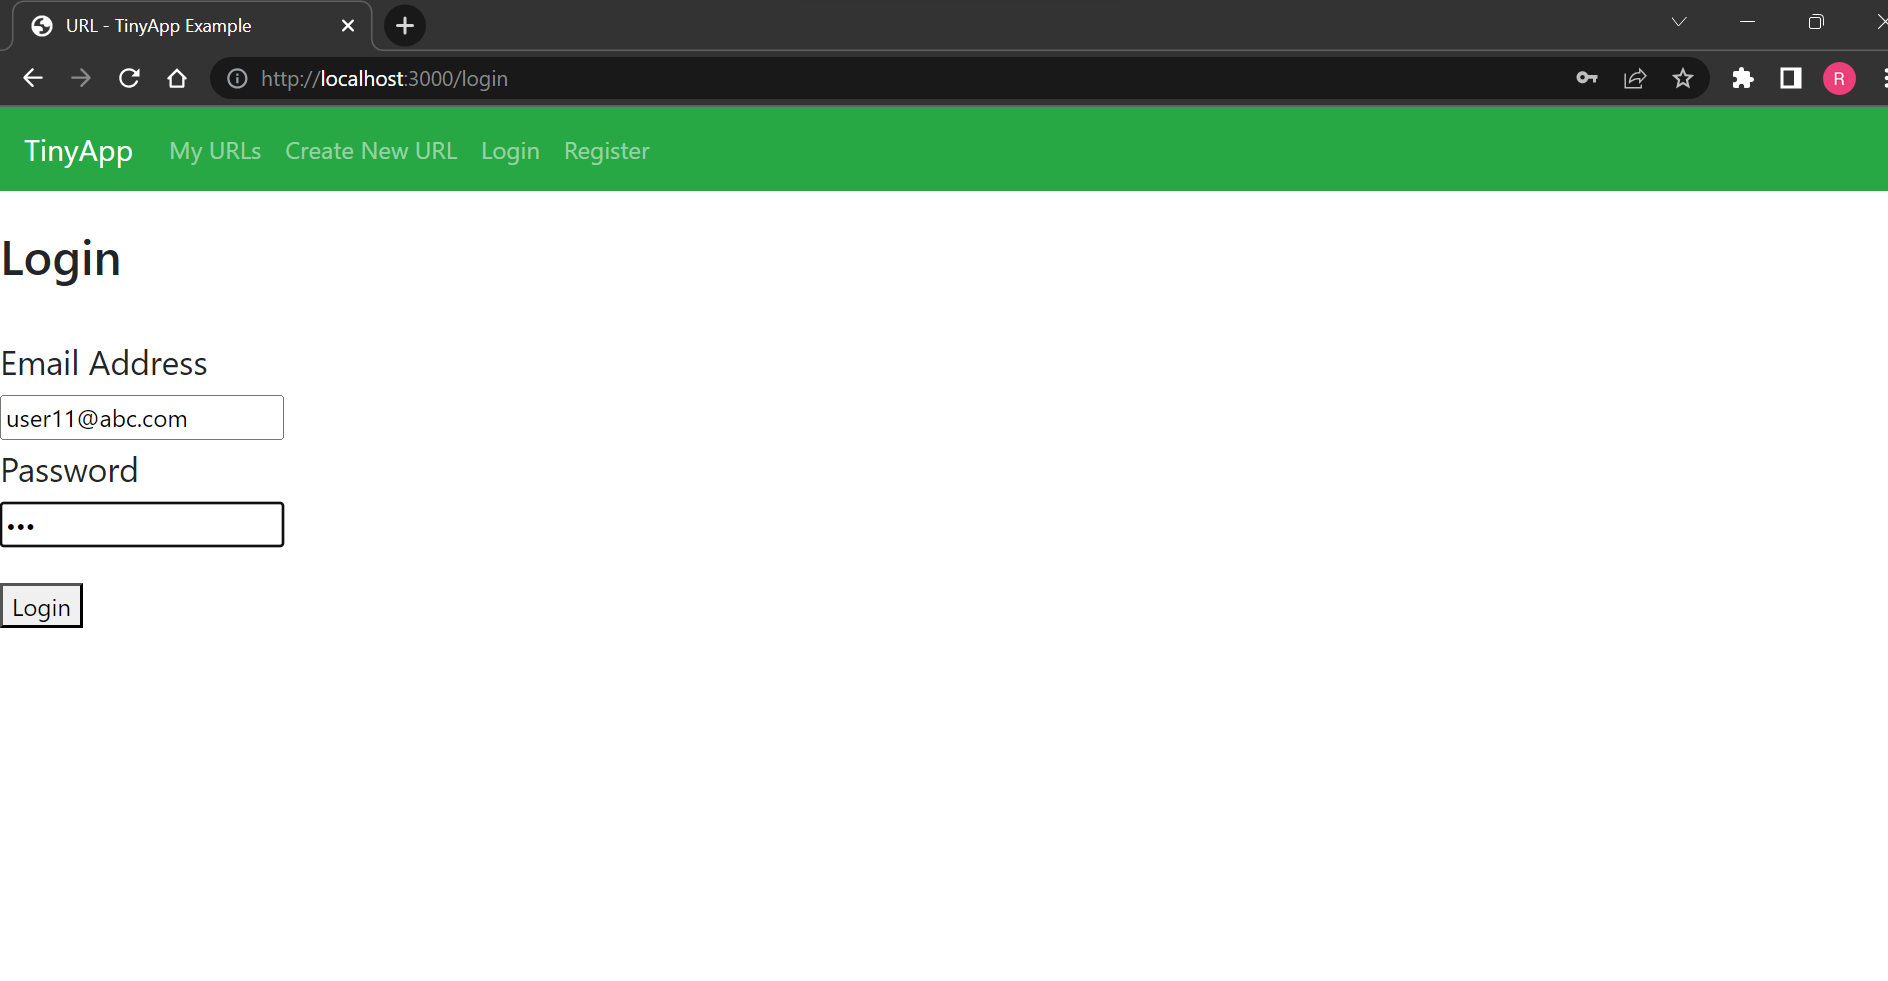 URL - TinyApp Example
http://localhost:3000/login
R
TinyApp My URLs Create New URL Login Register
Login
Email Address
user11@abc.com
Password
•••
Login